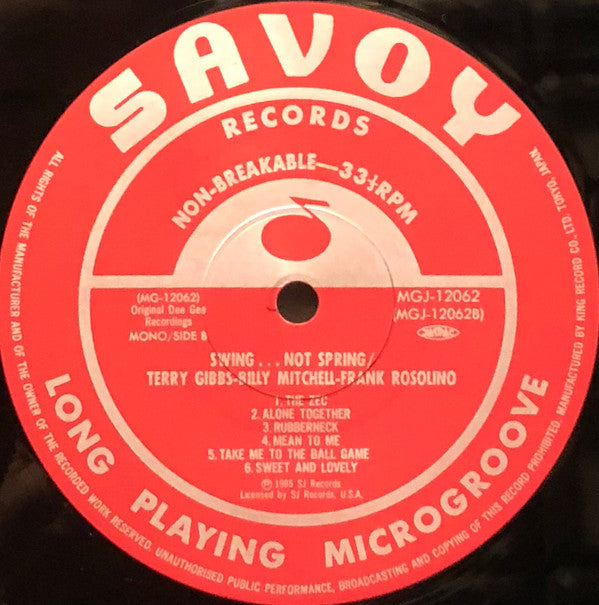 SAVOY
RECORDS
NON-BREAKABLE—33⅓RPM
(MG-12062)
Original Dee Gee
Recordings
MONO/SIDE B
MGJ-12062
(MGJ-12062B)
SWING...NOT SPRING/
TERRY GIBBS-BILLY MITCHELL-FRANK ROSOLINO
1. THE ZEC
2. ALONE TOGETHER
3. RUBBERNECK
4. MEAN TO ME
5. TAKE ME TO THE BALL GAME
6. SWEET AND LOVELY
Ⓟ 1985 SJ Records
Licensed by SJ Records, U.S.A.
LONG PLAYING MICROGROOVE
ALL RIGHTS OF THE MANUFACTURER AND OF THE OWNER OF THE RECORDED WORK RESERVED. UNAUTHORISED PUBLIC PERFORMANCE, BROADCASTING AND COPYING OF THIS RECORD PROHIBITED. MANUFACTURED BY KING RECORD CO., LTD. TOKYO, JAPAN.